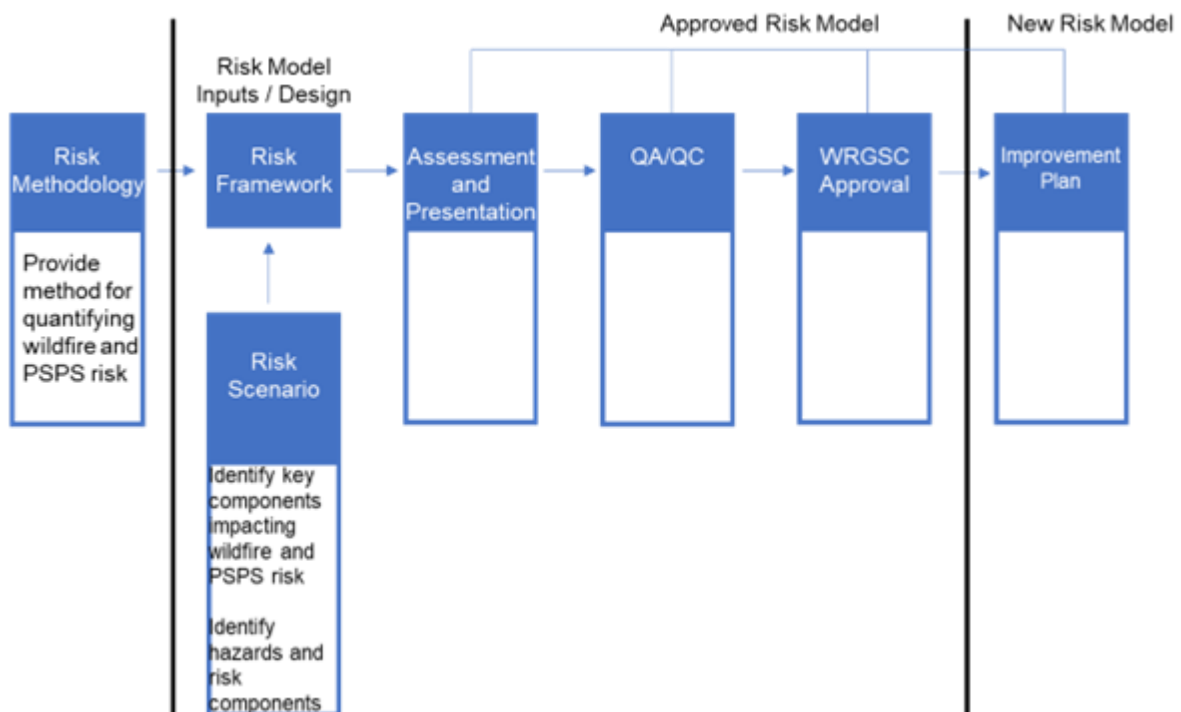 Approved Risk Model
New Risk Model
Risk Model
Inputs / Design
Risk
Methodology
Provide
method for
quantifying
wildfire and
PSPS risk
Risk
Framework
Risk
Scenario
Identify key
components
impacting
wildfire and
PSPS risk
Identify
hazards and
risk
components
Assessment
and
Presentation
QA/QC
WRGSC
Approval
Improvement
Plan